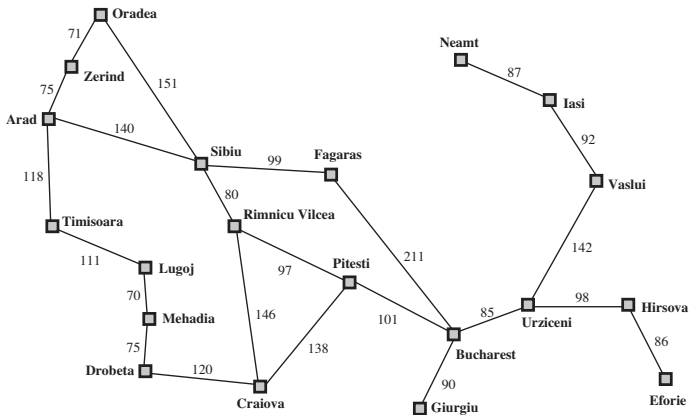 Oradea
71
Neamt
Zerind
87
151
75
Iasi
Arad
140
92
Sibiu
99
Fagaras
118
80
Vaslui
Timisoara
Rimnicu Vilcea
111
142
211
Lugoj
97
Pitesti
70
98
Hirsova
146
85
Mehadia
101
Urziceni
138
86
75
Bucharest
120
Drobeta
90
Eforie
Craiova
Giurgiu